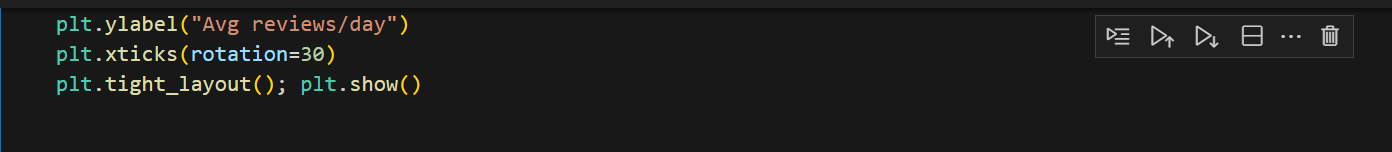 plt.ylabel("Avg reviews/day")
plt.xticks(rotation=30)
plt.tight_layout(); plt.show()